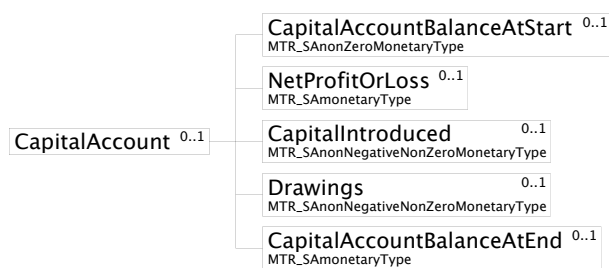 CapitalAccountBalanceAtStart 0..1
MTR_SAnonZeroMonetaryType
NetProfitOrLoss 0..1
MTR_SAmonetaryType
CapitalAccount 0..1
CapitalIntroduced 0..1
MTR_SAnonNegativeNonZeroMonetaryType
Drawings 0..1
MTR_SAnonNegativeNonZeroMonetaryType
CapitalAccountBalanceAtEnd 0..1
MTR_SAmonetaryType